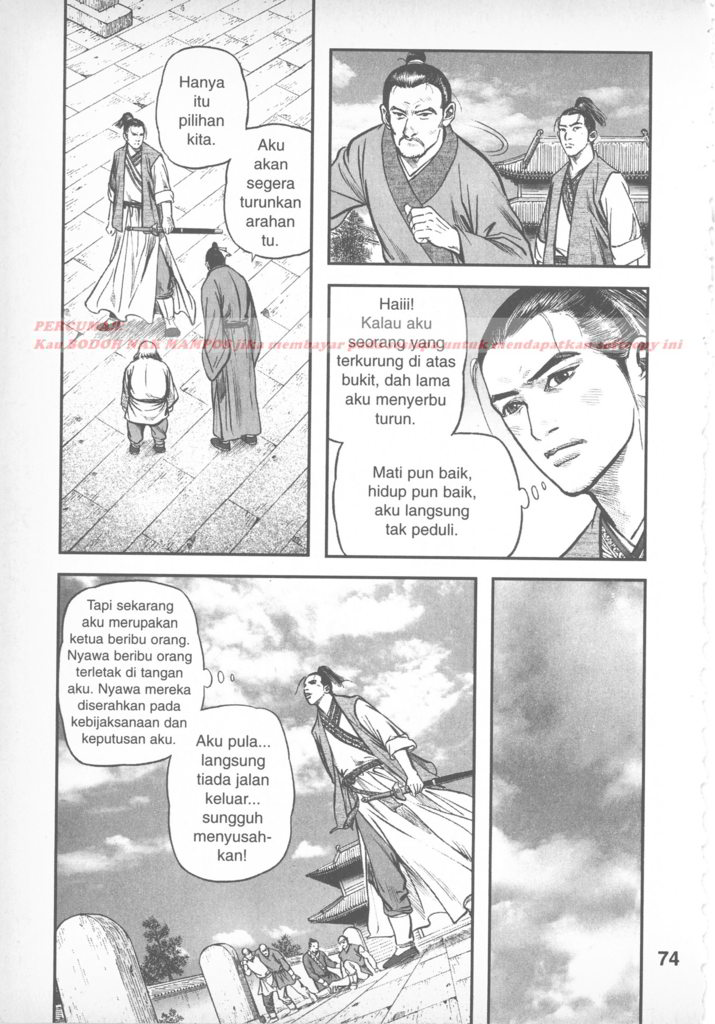 Hanya
itu
pilihan
kita.
Aku
akan
segera
turunkan
arahan
tu.
Haiii!
Kalau aku
seorang yang
terkurung di atas
bukit, dah lama
aku menyerbu
turun.
Mati pun baik,
hidup pun baik,
aku langsung
tak peduli.
PERCUMA!!
Kau BODOH NAK MAMPOS jika membayar untuk mendapatkan softcopy ini
Tapi sekarang
aku merupakan
ketua beribu orang.
Nyawa beribu orang
terletak di tangan
aku. Nyawa mereka
diserahkan pada
kebijaksanaan dan
keputusan aku.
Aku pula...
langsung
tiada jalan
keluar...
sungguh
menyusah-
kan!
74